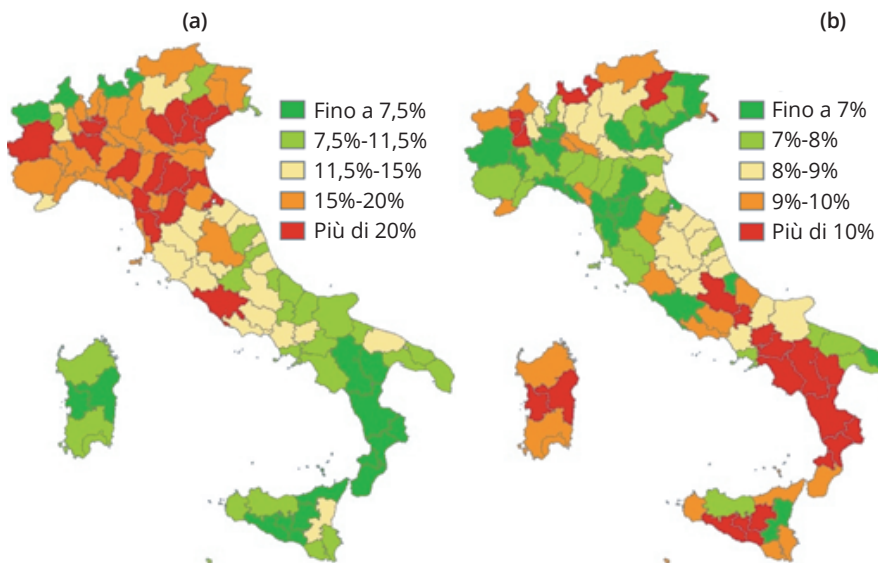 (a)
Fino a 7,5%
7,5%-11,5%
11,5%-15%
15%-20%
Più di 20%
(b)
Fino a 7%
7%-8%
8%-9%
9%-10%
Più di 10%